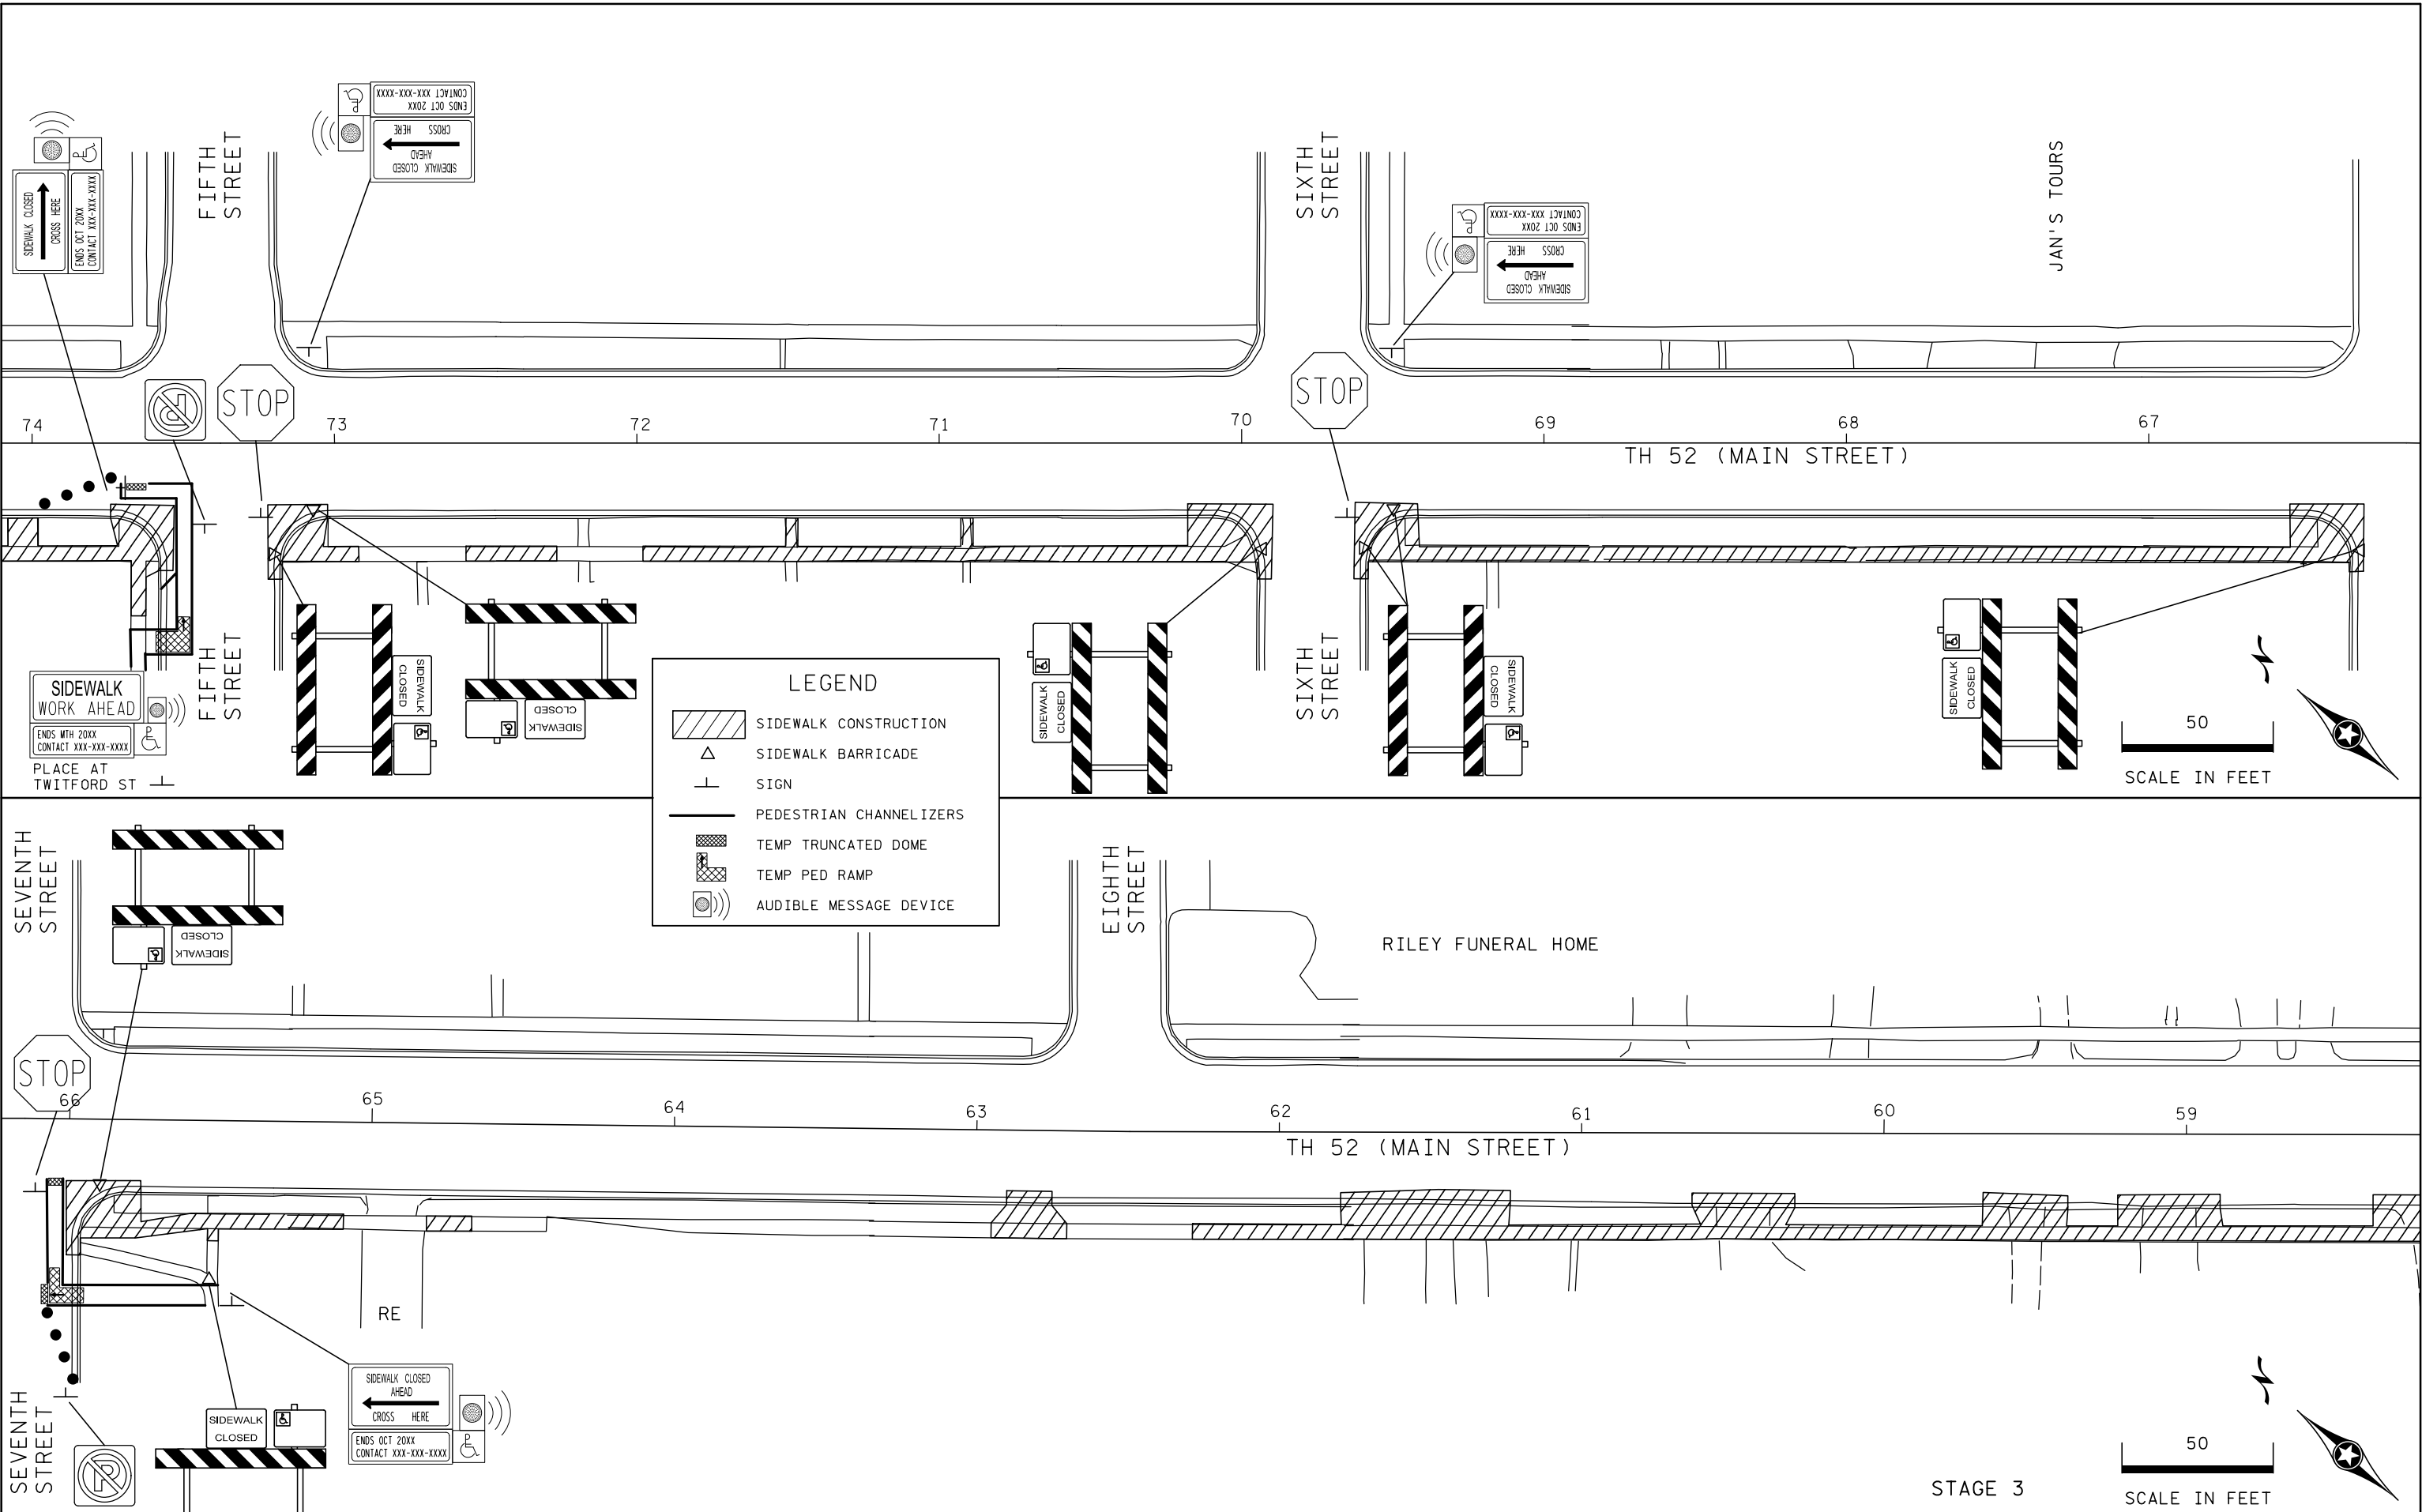 CONTACT XXX-XXX-XXXX
ENDS OCT 20XX
CROSS HERE
SIDEWALK CLOSED
AHEAD
SIDEWALK CLOSED
CROSS HERE
ENDS OCT 20XX
CONTACT XX-XXX-XXXX
FIFTH
STREET
SIXTH
STREET
CONTACT XXX-XXX-XXXX
ENDS OCT 20XX
CROSS HERE
SIDEWALK CLOSED
AHEAD
JAN'S TOURS
P
STOP
STOP
74
73
72
71
70
69
68
67
TH 52 (MAIN STREET)
FIFTH
STREET
SIDEWALK
CLOSED
SIDEWALK
CLOSED
SIDEWALK
CLOSED
SIXTH
STREET
SIDEWALK
CLOSED
SIDEWALK
CLOSED
SIDEWALK
WORK AHEAD
ENDS MTH 20XX
CONTACT XXX-XXX-XXXX
PLACE AT
TWITFORD ST
LEGEND
SIDEWALK CONSTRUCTION
SIDEWALK BARRICADE
SIGN
PEDESTRIAN CHANNELIZERS
TEMP TRUNCATED DOME
TEMP PED RAMP
AUDIBLE MESSAGE DEVICE
50
SCALE IN FEET
SEVENTH
STREET
SIDEWALK
CLOSED
EIGHTH
STREET
RILEY FUNERAL HOME
STOP
66
65
64
63
62
61
60
59
TH 52 (MAIN STREET)
RE
SEVENTH
STREET
P
SIDEWALK
CLOSED
SIDEWALK CLOSED
AHEAD
CROSS HERE
ENDS OCT 20XX
CONTACT XXX-XXX-XXXX
STAGE 3
50
SCALE IN FEET